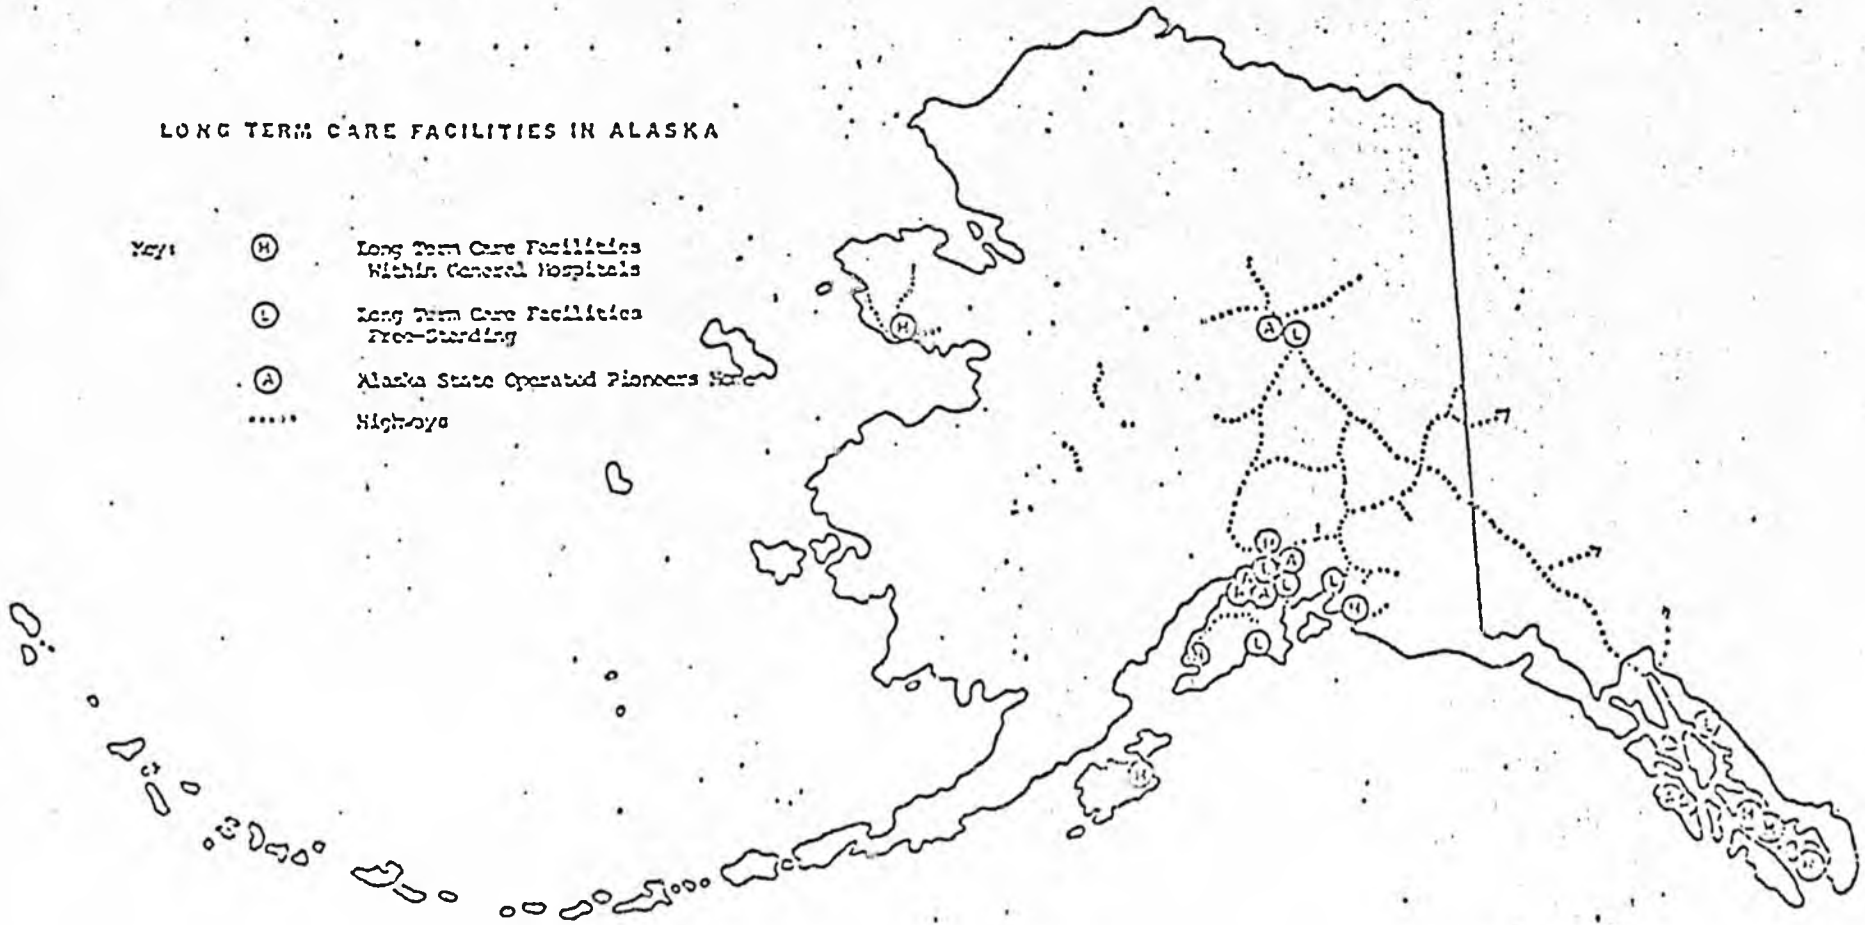 LONG TERM CARE FACILITIES IN ALASKA
Key:
H Long Term Care Facilities
Within General Hospitals
L Long Term Care Facilities
Free-Standing
A Alaska State Operated Pioneers Home
Highways
H
A L
H
A
L
L
A
L
H
L
H
H
H
H